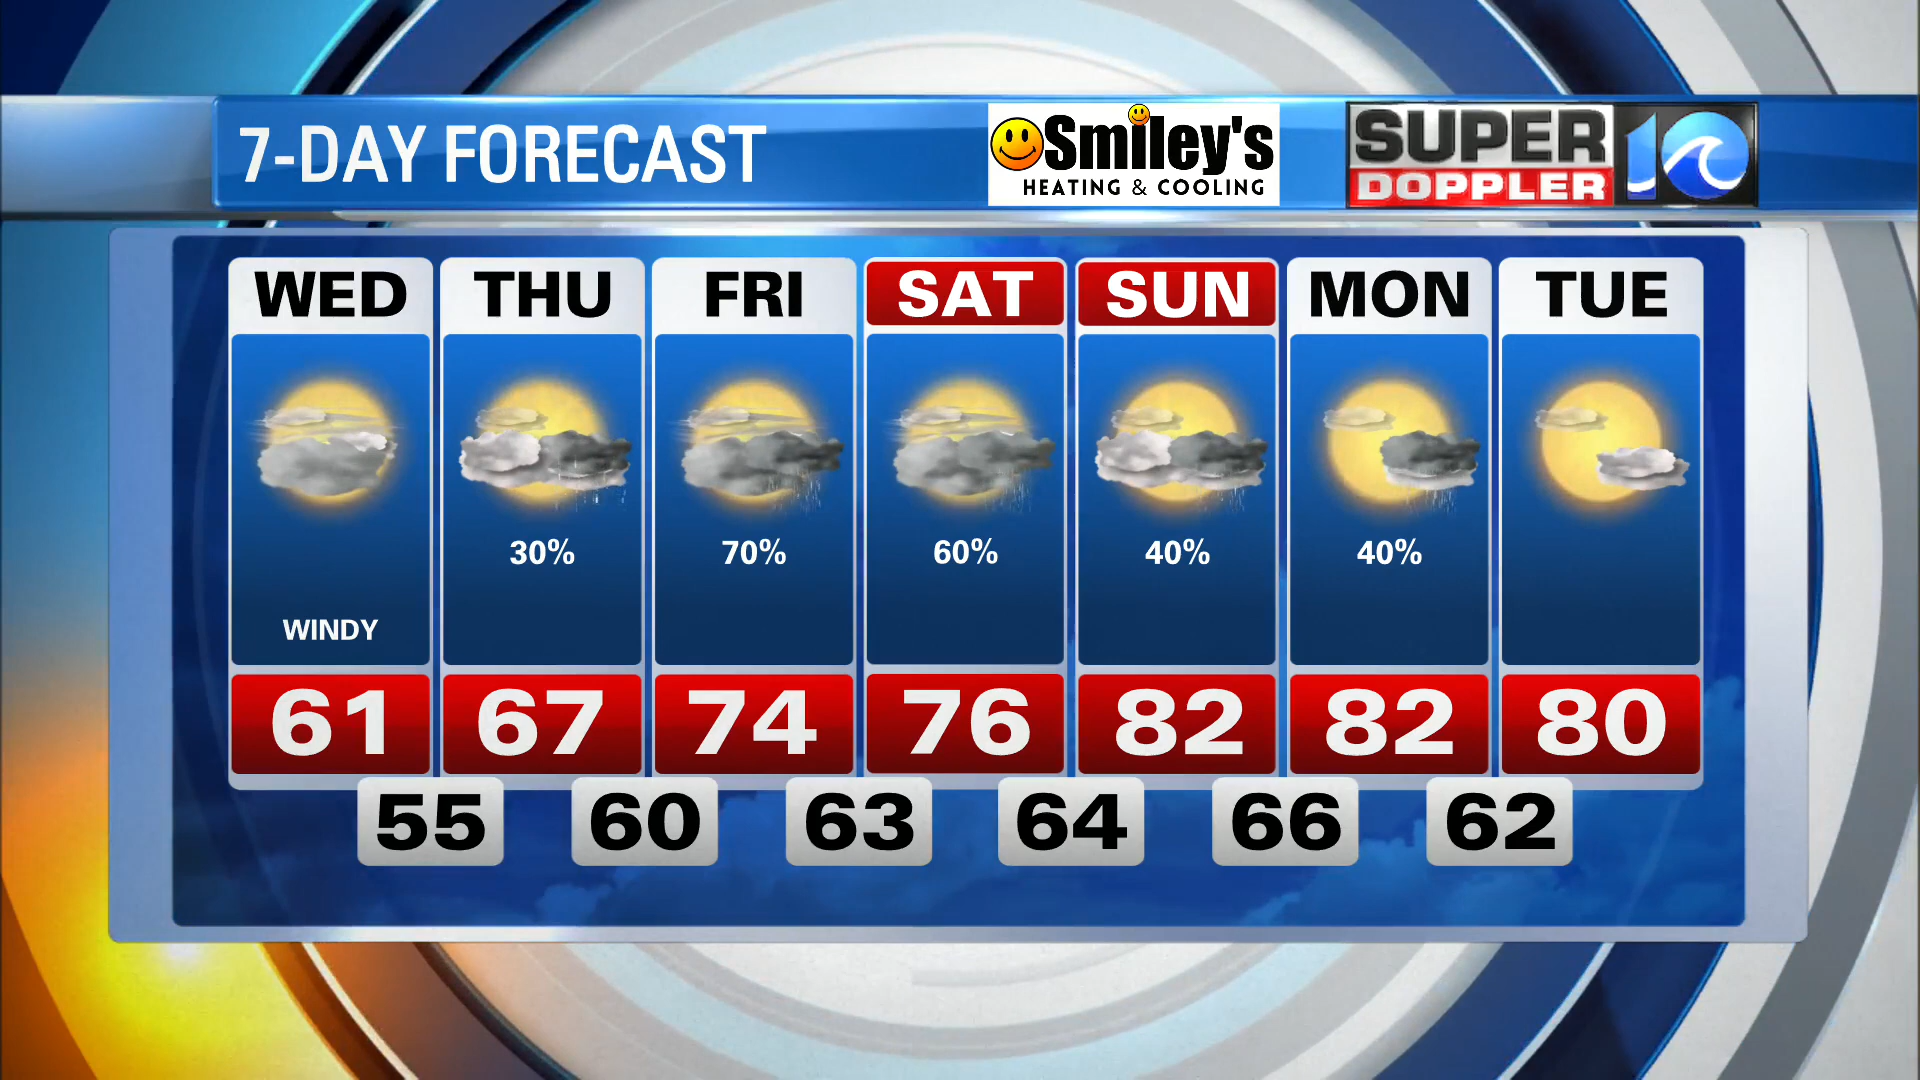 7-DAY FORECAST
Smiley's
HEATING & COOLING
SUPER
DOPPLER
10
WED THU FRI SAT SUN MON TUE
30% 70% 60% 40% 40%
WINDY
61 67 74 76 82 82 80
55 60 63 64 66 62